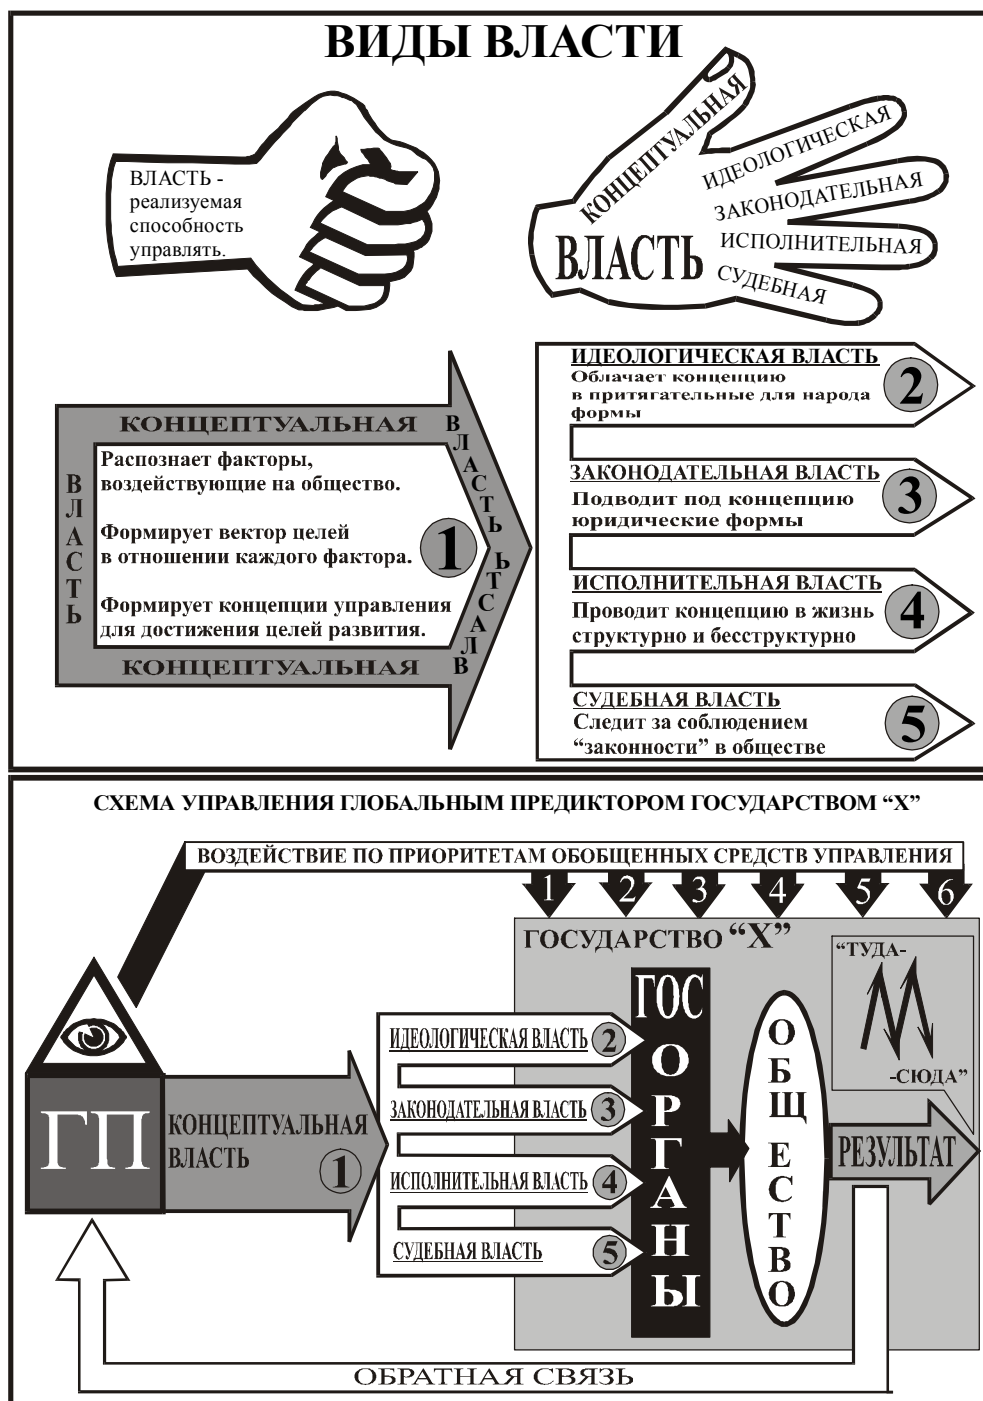 ВИДЫ ВЛАСТИ
ВЛАСТЬ -
реализуемая
способность
управлять.
КОНЦЕПТУАЛЬНАЯ
ИДЕОЛОГИЧЕСКАЯ
ЗАКОНОДАТЕЛЬНАЯ
ИСПОЛНИТЕЛЬНАЯ
СУДЕБНАЯ
ВЛАСТЬ
КОНЦЕПТУАЛЬНАЯ
ВЛАСТЬ
Распознает факторы,
воздействующие на общество.
Формирует вектор целей
в отношении каждого фактора.
Формирует концепции управления
для достижения целей развития.
1
ВЛАСТЬ
ВЛАСТЬ
КОНЦЕПТУАЛЬНАЯ
ИДЕОЛОГИЧЕСКАЯ ВЛАСТЬ
Облачает концепцию
в притягательные для народа
формы
2
ЗАКОНОДАТЕЛЬНАЯ ВЛАСТЬ
Подводит под концепцию
юридические формы
3
ИСПОЛНИТЕЛЬНАЯ ВЛАСТЬ
Проводит концепцию в жизнь
структурно и бесструктурно
4
СУДЕБНАЯ ВЛАСТЬ
Следит за соблюдением
“законности” в обществе
5
СХЕМА УПРАВЛЕНИЯ ГЛОБАЛЬНЫМ ПРЕДИКТОРОМ ГОСУДАРСТВОМ “Х”
ВОЗДЕЙСТВИЕ ПО ПРИОРИТЕТАМ ОБОБЩЕННЫХ СРЕДСТВ УПРАВЛЕНИЯ
1 2 3 4 5 6
ГОСУДАРСТВО “Х”
“ТУДА-
-СЮДА”
ГП
КОНЦЕПТУАЛЬНАЯ
ВЛАСТЬ
1
ИДЕОЛОГИЧЕСКАЯ ВЛАСТЬ 2
ЗАКОНОДАТЕЛЬНАЯ ВЛАСТЬ 3
ИСПОЛНИТЕЛЬНАЯ ВЛАСТЬ 4
СУДЕБНАЯ ВЛАСТЬ 5
ГОС
ОРГАНЫ
ОБЩЕСТВО
РЕЗУЛЬТАТ
ОБРАТНАЯ СВЯЗЬ